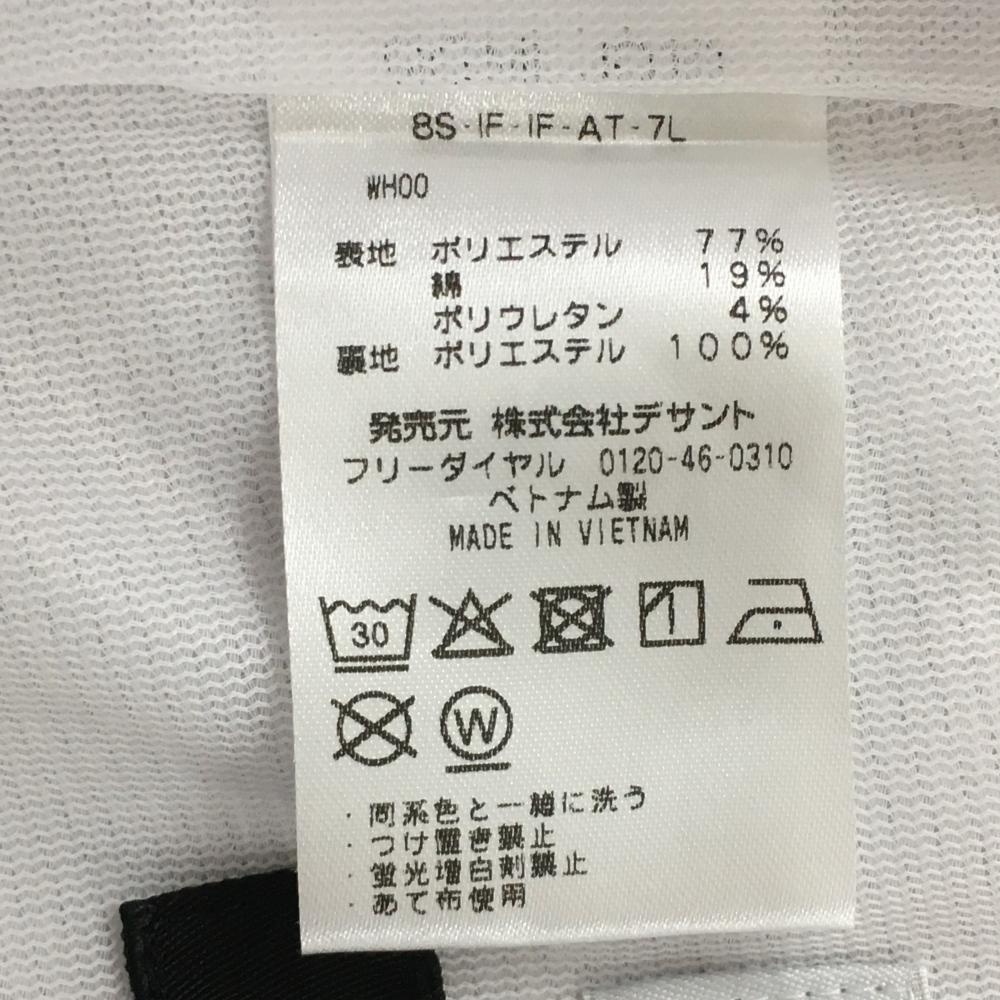 8S-IF-IF-AT-7L
WH00
表地 ポリエステル 77%
綿 19%
ポリウレタン 4%
裏地 ポリエステル 100%
発売元 株式会社デサント
フリーダイヤル 0120-46-0310
ベトナム製
MADE IN VIETNAM
30
W
・同系色と一緒に洗う
・つけ置き禁止
・蛍光増白剤禁止
・あて布使用